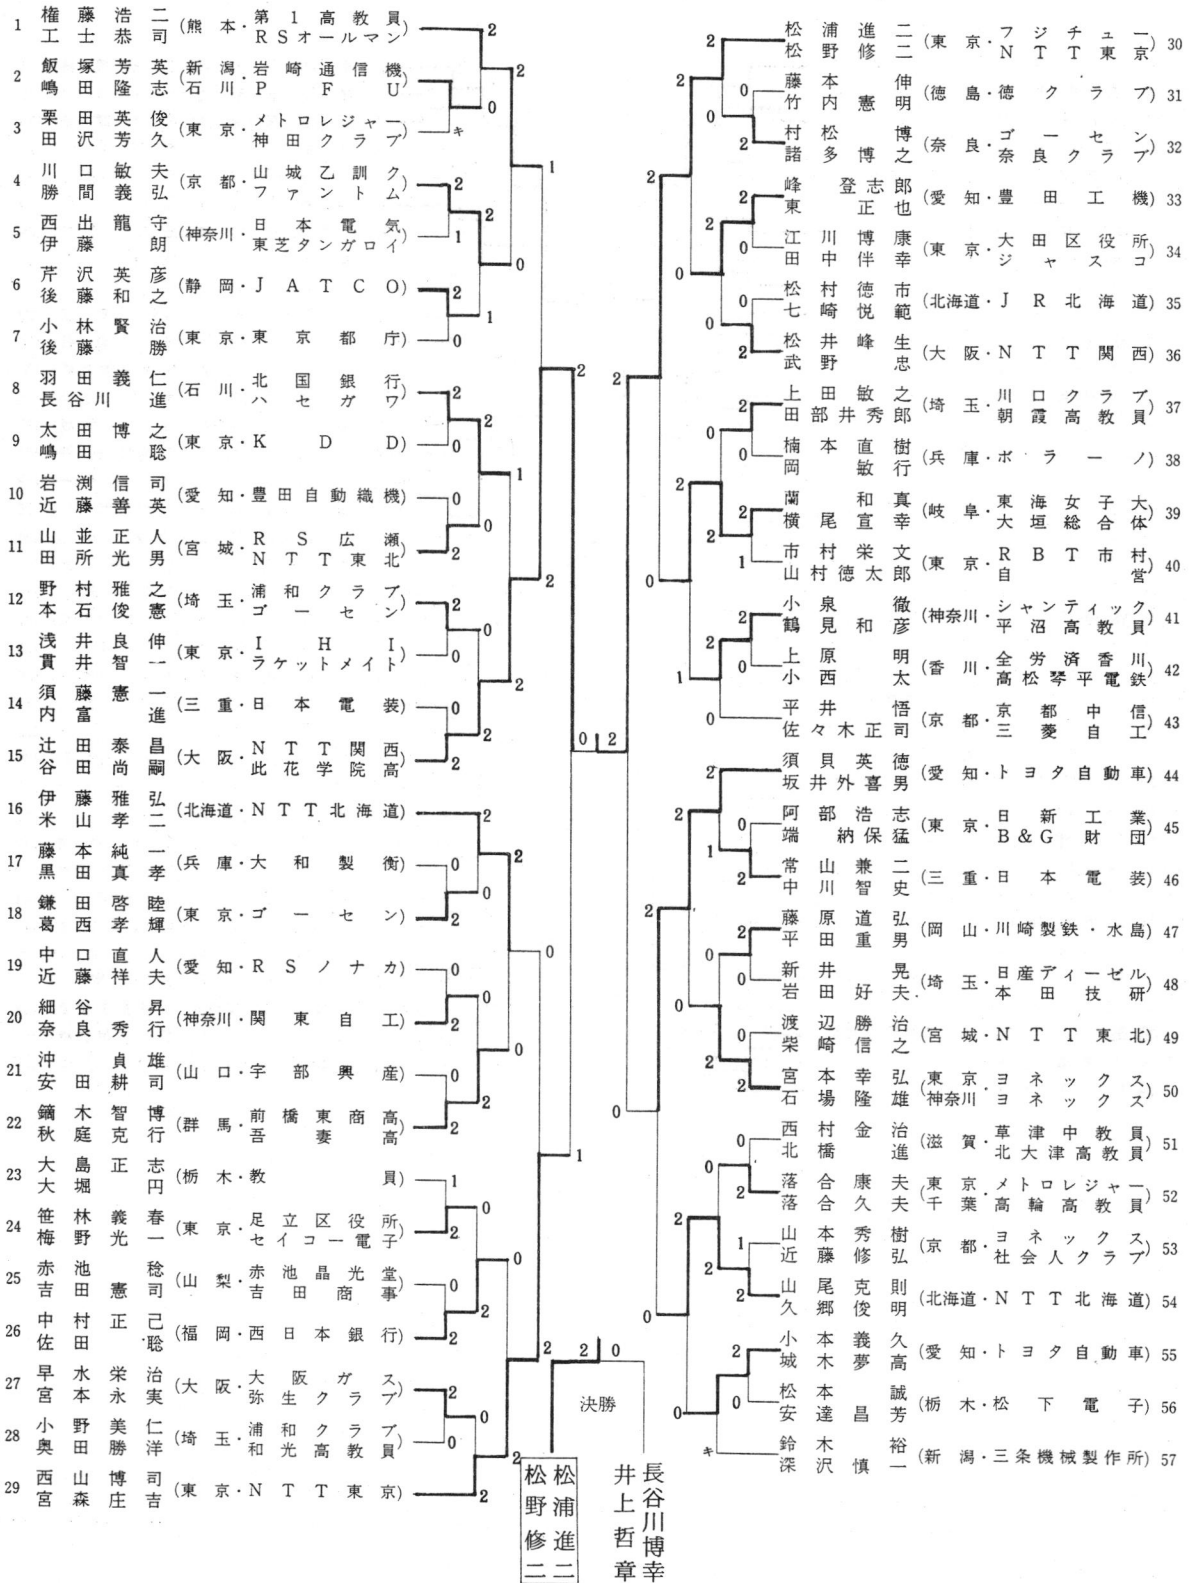 1 権藤浩二 工士恭司 (熊本・第1高教員 RSオールマン)
2 飯塚芳英 嶋田隆志 (新潟・岩崎通信機 石川 PFU)
3 栗田英俊 田沢芳久 (東京・メトロレジャー 神田クラブ) キ
4 川口敏夫 勝間義弘 (京都・山城乙訓ク ファントム)
5 西出龍守 伊藤朗 (神奈川・日本電気 東芝タンガロイ)
6 芹沢英彦 後藤和之 (静岡・JATCO)
7 小林賢治 後藤勝 (東京・東京都庁)
8 羽田義仁 長谷川進 (石川・北国銀行 ハセガワ)
9 太田博之 嶋田聡 (東京・KDD)
10 岩渕信司 近藤善英 (愛知・豊田自動織機)
11 山並正人 田所光男 (宮城・RS広瀬 NTT東北)
12 野村雅之 本石俊憲 (埼玉・浦和クラブ ゴーセン)
13 浅井良伸 貫井智一 (東京・IHI ラケットメイト)
14 須藤憲一 内富進 (三重・日本電装)
15 辻田泰昌 谷田尚嗣 (大阪・NTT関西 此花学院高)
16 伊藤雅弘 米山孝二 (北海道・NTT北海道)
17 藤本純一 黒田真孝 (兵庫・大和製衡)
18 鎌田啓睦 葛西孝輝 (東京・ゴーセン)
19 中口直人 近藤祥夫 (愛知・RSノナカ)
20 細谷昇 奈良秀行 (神奈川・関東自工)
21 沖貞雄 安田耕司 (山口・宇部興産)
22 鏑木智博 秋庭克行 (群馬・前橋東商高 吾妻高)
23 大島正志 大堀円 (栃木・教員)
24 笹林義春 梅野光一 (東京・足立区役所 セイコー電子)
25 赤池稔 吉田憲司 (山梨・赤池晶光堂 吉田商事)
26 中村正己 佐田聡 (福岡・西日本銀行)
27 早水栄治 宮本永実 (大阪・大阪ガス 弥生クラブ)
28 小野美仁 奥田勝洋 (埼玉・浦和クラブ 和光高教員)
29 西山博司 宮森庄吉 (東京・NTT東京)
松浦進二 松野修二 (東京・フジチュー NTT東京) 30
藤本伸 竹内憲明 (徳島・徳クラブ) 31
村松博 諸多博之 (奈良・ゴーセン 奈良クラブ) 32
峰登志郎 東正也 (愛知・豊田工機) 33
江川博康 田中伴幸 (東京・大田区役所 ジャスコ) 34
松村徳市 七崎悦範 (北海道・JR北海道) 35
松井峰生 武野忠 (大阪・NTT関西) 36
上田敏之 田部井秀郎 (埼玉・川口クラブ 朝霞高教員) 37
楠本直樹 岡敏行 (兵庫・ボラーノ) 38
蘭和真 横尾宣幸 (岐阜・東海女子大 大垣総合体) 39
市村栄文 山村徳太郎 (東京・RBT市村 自営) 40
小泉徹 鶴見和彦 (神奈川・シャンティック 平沼高教員) 41
上原明 小西太 (香川・全労済香川 高松琴平電鉄) 42
平井悟 佐々木正司 (京都・京都中信 三菱自工) 43
須貝英徳 坂井外喜男 (愛知・トヨタ自動車) 44
阿部浩志 端納保猛 (東京・日新工業 B&G財団) 45
常山兼二 中川智史 (三重・日本電装) 46
藤原道弘 平田重男 (岡山・川崎製鉄・水島) 47
新井晃 岩田好夫 (埼玉・日産ディーゼル 本田技研) 48
渡辺勝治 柴崎信之 (宮城・NTT東北) 49
宮本幸弘 石場隆雄 (東京・ヨネックス 神奈川 ヨネックス) 50
西村金治 北橋進 (滋賀・草津中教員 北大津高教員) 51
落合康夫 落合久夫 (東京・メトロレジャー 千葉 高輪高教員) 52
山本秀樹 近藤修弘 (京都・ヨネックス 社会人クラブ) 53
山尾克則 久郷俊明 (北海道・NTT北海道) 54
小本義久 城木夢高 (愛知・トヨタ自動車) 55
松本誠 安達昌芳 (栃木・松下電子) 56
鈴木裕 深沢慎一 (新潟・三条機械製作所) 57 キ
0 2
2 0
決勝
松浦進二
松野修二
長谷川博幸
井上哲章